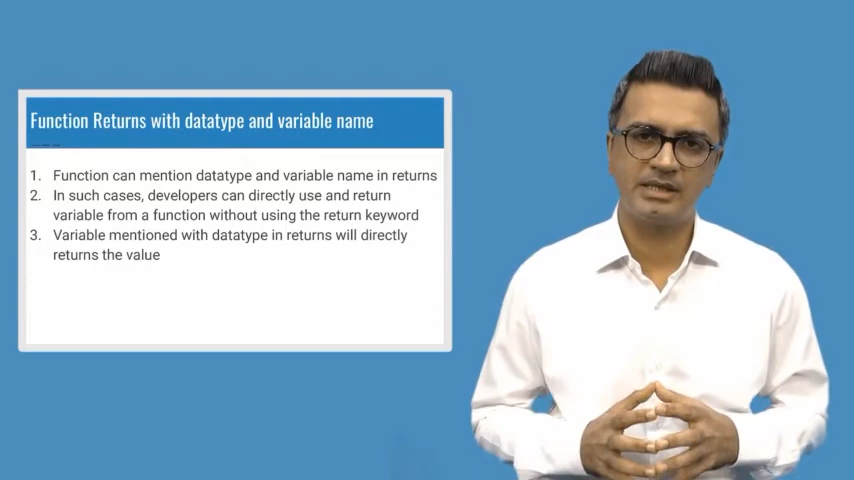 Function Returns with datatype and variable name
1. Function can mention datatype and variable name in returns
2. In such cases, developers can directly use and return
variable from a function without using the return keyword
3. Variable mentioned with datatype in returns will directly
returns the value